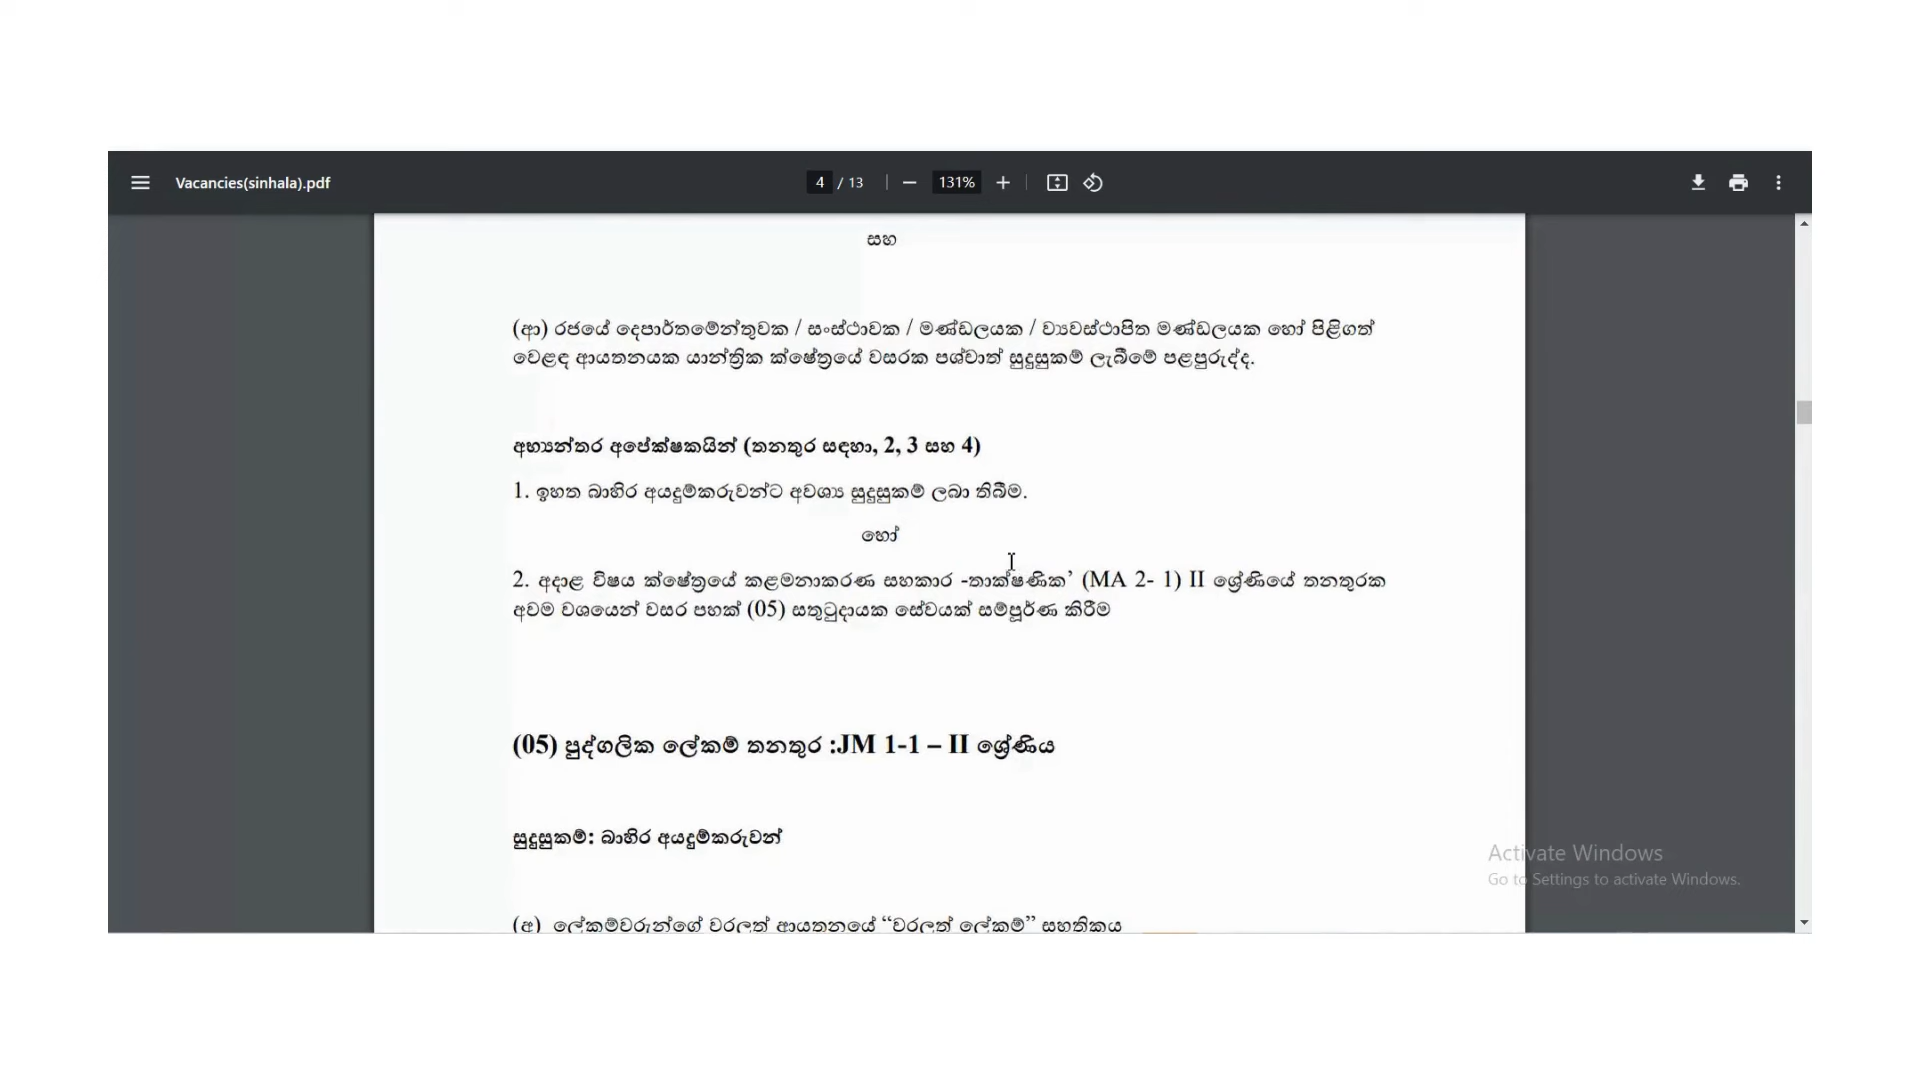 Vacancies(sinhala).pdf
4 / 13
131%
සහ
(ආ) රජයේ දෙපාර්තමේන්තුවක / සංස්ථාවක / මණ්ඩලයක / ව්‍යවස්ථාපිත මණ්ඩලයක හෝ පිළිගත්
වෙළඳ ආයතනයක යාන්ත්‍රික ක්ෂේත්‍රයේ වසරක පශ්චාත් සුදුසුකම් ලැබීමේ පළපුරුද්ද.
අභ්‍යන්තර අපේක්ෂකයින් (තනතුර සඳහා, 2, 3 සහ 4)
1. ඉහත බාහිර අයදුම්කරුවන්ට අවශ්‍ය සුදුසුකම් ලබා තිබීම.
හෝ
2. අදාළ විෂය ක්ෂේත්‍රයේ කළමනාකරණ සහකාර -තාක්ෂණික’ (MA 2- 1) II ශ්‍රේණියේ තනතුරක
අවම වශයෙන් වසර පහක් (05) සතුටුදායක සේවයක් සම්පූර්ණ කිරීම
(05) පුද්ගලික ලේකම් තනතුර :JM 1-1 – II ශ්‍රේණිය
සුදුසුකම්: බාහිර අයදුම්කරුවන්
Activate Windows
Go to Settings to activate Windows.
(අ) ලේකම්වරුන්ගේ වරලත් ආයතනයේ “වරලත් ලේකම්” සහතිකය